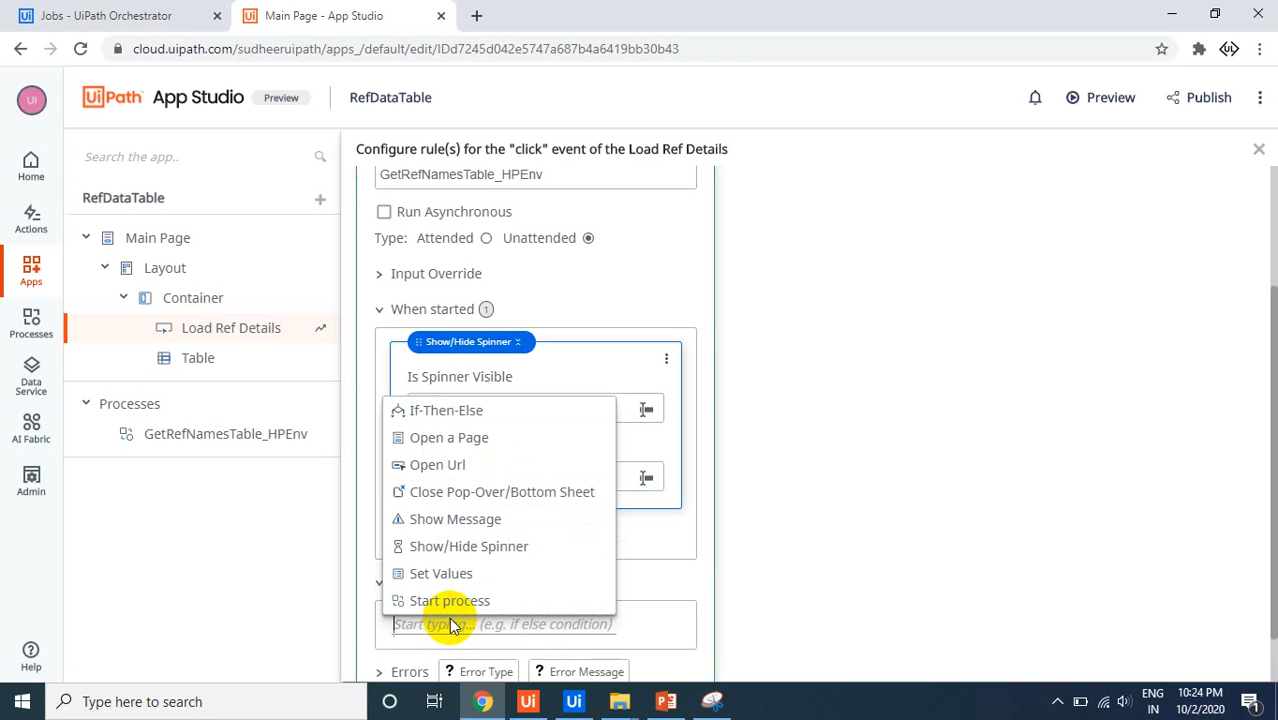 Jobs - UiPath Orchestrator
Main Page - App Studio
cloud.uipath.com/sudheeruipath/apps_/default/edit/IDd7245d042e5747a687b4a6419bb30b43
UI
UiPath App Studio
Preview
RefDataTable
Preview
Publish
Home
Actions
Apps
Processes
Data Service
AI Fabric
Admin
Help
Search the app..
RefDataTable
Main Page
Layout
Container
Load Ref Details
Table
Processes
GetRefNamesTable_HPEnv
Configure rule(s) for the "click" event of the Load Ref Details
GetRefNamesTable_HPEnv
Run Asynchronous
Type: Attended Unattended
Input Override
When started 1
Show/Hide Spinner
Is Spinner Visible
If-Then-Else
Open a Page
Open Url
Close Pop-Over/Bottom Sheet
Show Message
Show/Hide Spinner
Set Values
Start process
Start typing... (e.g. if else condition)
Errors ? Error Type ? Error Message
Type here to search
Ui
Ui
ENG
IN
10:24 PM
10/2/2020
1